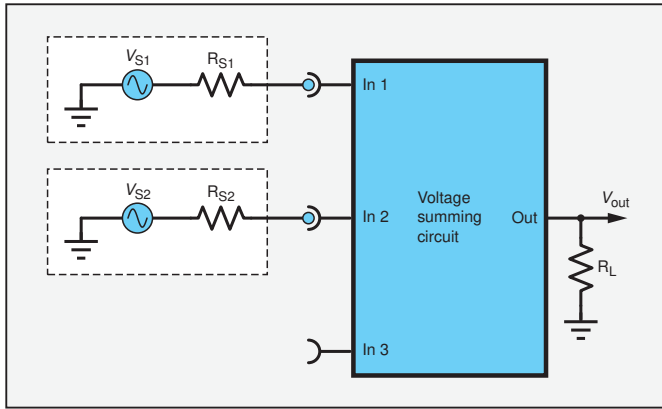 VS1
RS1
In 1
VS2
RS2
In 2
Voltage
summing
circuit
Out
Vout
RL
In 3